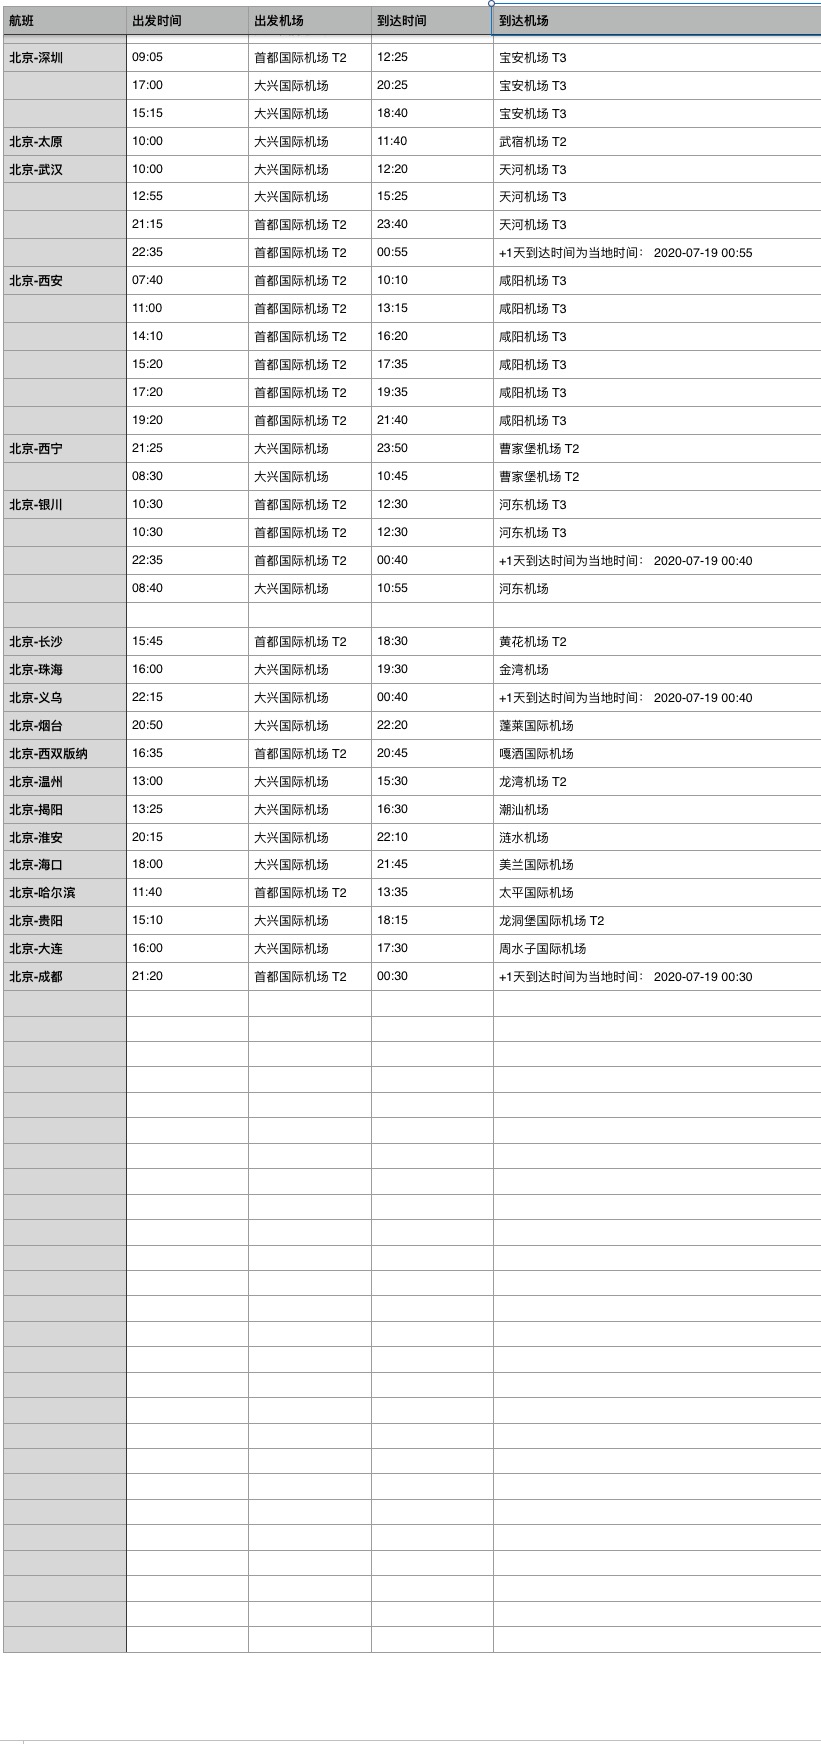 航班 出发时间 出发机场 到达时间 到达机场
北京-深圳 09:05 首都国际机场 T2 12:25 宝安机场 T3
17:00 大兴国际机场 20:25 宝安机场 T3
15:15 大兴国际机场 18:40 宝安机场 T3
北京-太原 10:00 大兴国际机场 11:40 武宿机场 T2
北京-武汉 10:00 大兴国际机场 12:20 天河机场 T3
12:55 大兴国际机场 15:25 天河机场 T3
21:15 首都国际机场 T2 23:40 天河机场 T3
22:35 首都国际机场 T2 00:55 +1天到达时间为当地时间： 2020-07-19 00:55
北京-西安 07:40 首都国际机场 T2 10:10 咸阳机场 T3
11:00 首都国际机场 T2 13:15 咸阳机场 T3
14:10 首都国际机场 T2 16:20 咸阳机场 T3
15:20 首都国际机场 T2 17:35 咸阳机场 T3
17:20 首都国际机场 T2 19:35 咸阳机场 T3
19:20 首都国际机场 T2 21:40 咸阳机场 T3
北京-西宁 21:25 大兴国际机场 23:50 曹家堡机场 T2
08:30 大兴国际机场 10:45 曹家堡机场 T2
北京-银川 10:30 首都国际机场 T2 12:30 河东机场 T3
10:30 首都国际机场 T2 12:30 河东机场 T3
22:35 首都国际机场 T2 00:40 +1天到达时间为当地时间： 2020-07-19 00:40
08:40 大兴国际机场 10:55 河东机场
北京-长沙 15:45 首都国际机场 T2 18:30 黄花机场 T2
北京-珠海 16:00 大兴国际机场 19:30 金湾机场
北京-义乌 22:15 大兴国际机场 00:40 +1天到达时间为当地时间： 2020-07-19 00:40
北京-烟台 20:50 大兴国际机场 22:20 蓬莱国际机场
北京-西双版纳 16:35 首都国际机场 T2 20:45 嘎洒国际机场
北京-温州 13:00 大兴国际机场 15:30 龙湾机场 T2
北京-揭阳 13:25 大兴国际机场 16:30 潮汕机场
北京-淮安 20:15 大兴国际机场 22:10 涟水机场
北京-海口 18:00 大兴国际机场 21:45 美兰国际机场
北京-哈尔滨 11:40 首都国际机场 T2 13:35 太平国际机场
北京-贵阳 15:10 大兴国际机场 18:15 龙洞堡国际机场 T2
北京-大连 16:00 大兴国际机场 17:30 周水子国际机场
北京-成都 21:20 首都国际机场 T2 00:30 +1天到达时间为当地时间： 2020-07-19 00:30